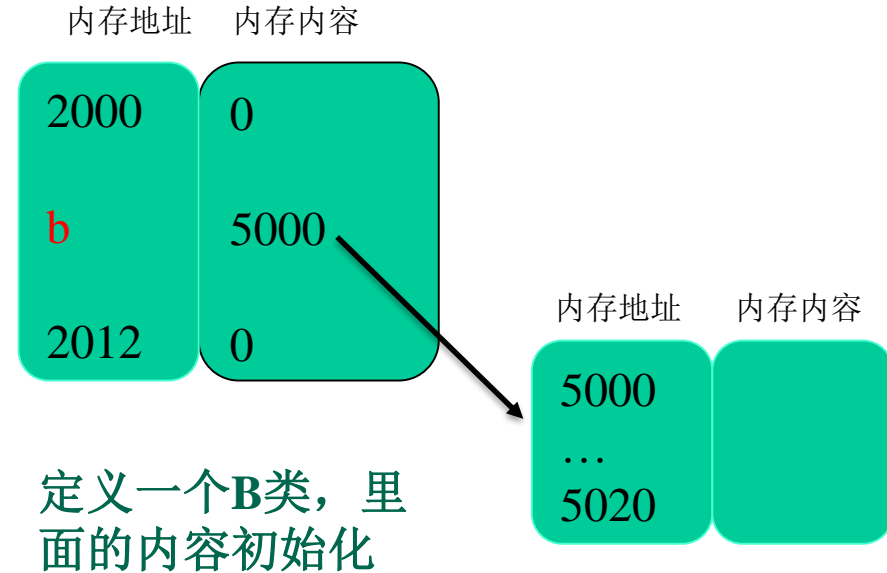 内存地址 内存内容
2000 0
b 5000
2012 0
内存地址 内存内容
5000
…
5020
定义一个B类，里
面的内容初始化